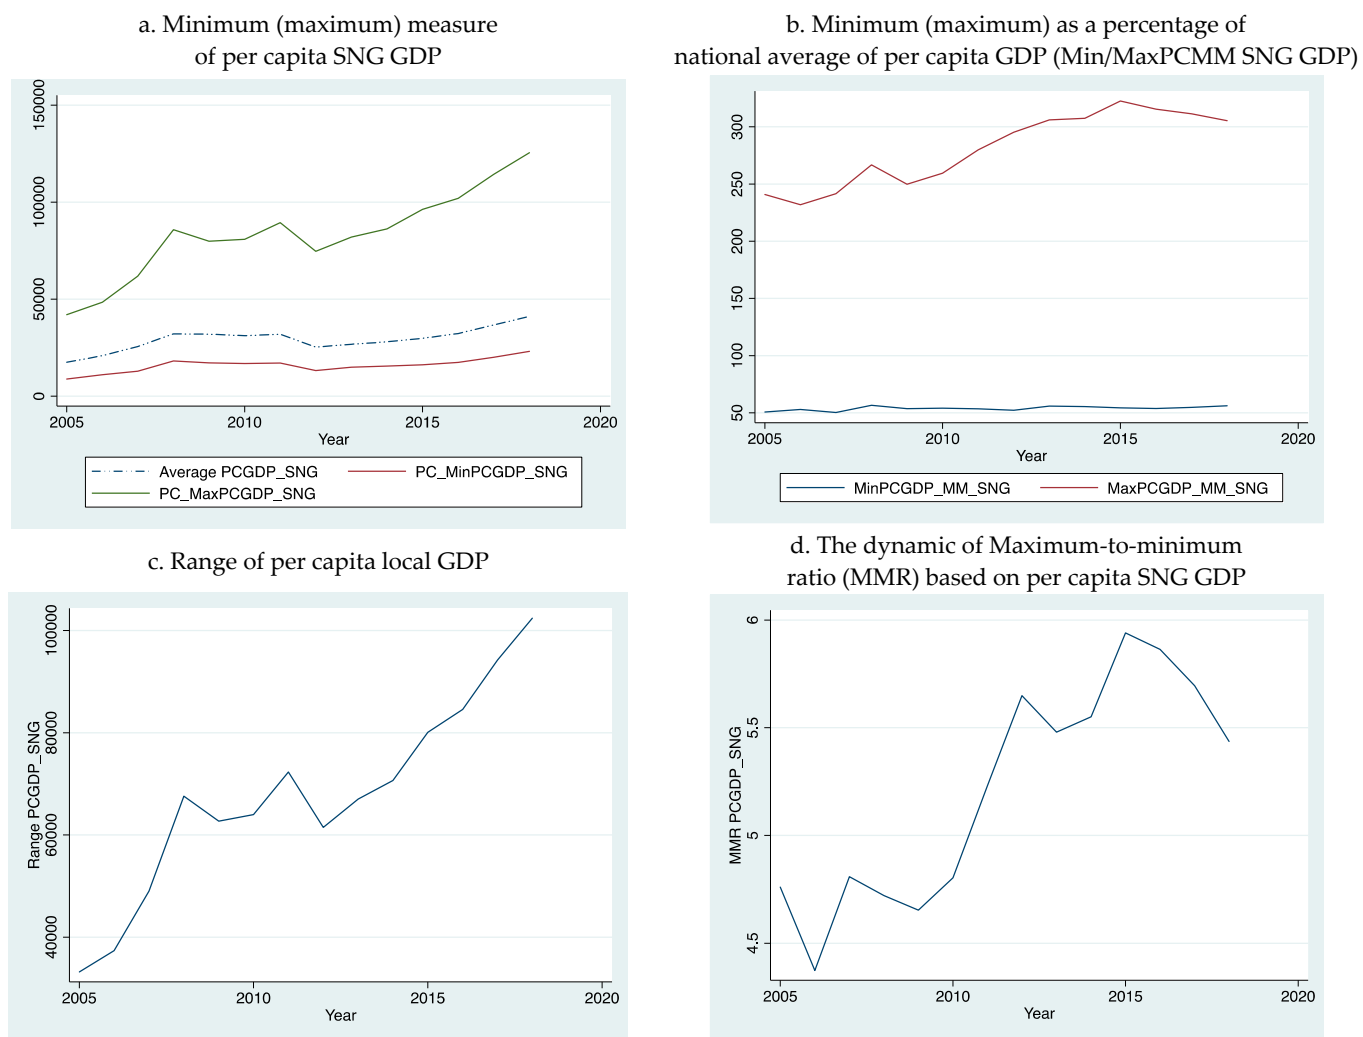 a. Minimum (maximum) measure
of per capita SNG GDP
150000
100000
50000
0
2005 2010 2015 2020
Year
Average PCGDP_SNG PC_MinPCGDP_SNG
PC_MaxPCGDP_SNG
b. Minimum (maximum) as a percentage of
national average of per capita GDP (Min/MaxPCMM SNG GDP)
300
250
200
150
100
50
2005 2010 2015 2020
Year
MinPCGDP_MM_SNG MaxPCGDP_MM_SNG
c. Range of per capita local GDP
Range PCGDP_SNG
100000
80000
60000
40000
2005 2010 2015 2020
Year
d. The dynamic of Maximum-to-minimum
ratio (MMR) based on per capita SNG GDP
MMR PCGDP_SNG
6
5.5
5
4.5
2005 2010 2015 2020
Year